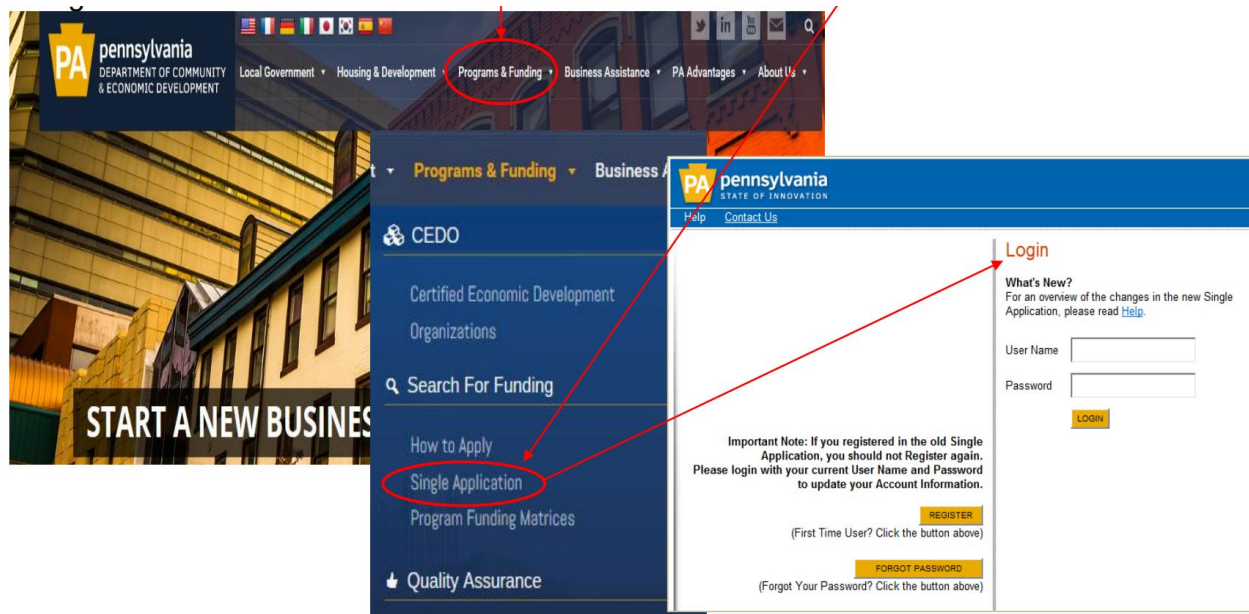 PA
pennsylvania
DEPARTMENT OF COMMUNITY
& ECONOMIC DEVELOPMENT
in
You
Local Government
Housing & Development
Programs & Funding
Business Assistance
PA Advantages
About Us
START A NEW BUSINES
t
Programs & Funding
Business A
CEDO
Certified Economic Development
Organizations
Search For Funding
How to Apply
Single Application
Program Funding Matrices
Quality Assurance
PA
pennsylvania
STATE OF INNOVATION
Help Contact Us
Important Note: If you registered in the old Single
Application, you should not Register again.
Please login with your current User Name and Password
to update your Account Information.
REGISTER
(First Time User? Click the button above)
FORGOT PASSWORD
(Forgot Your Password? Click the button above)
Login
What's New?
For an overview of the changes in the new Single
Application, please read Help.
User Name
Password
LOGIN